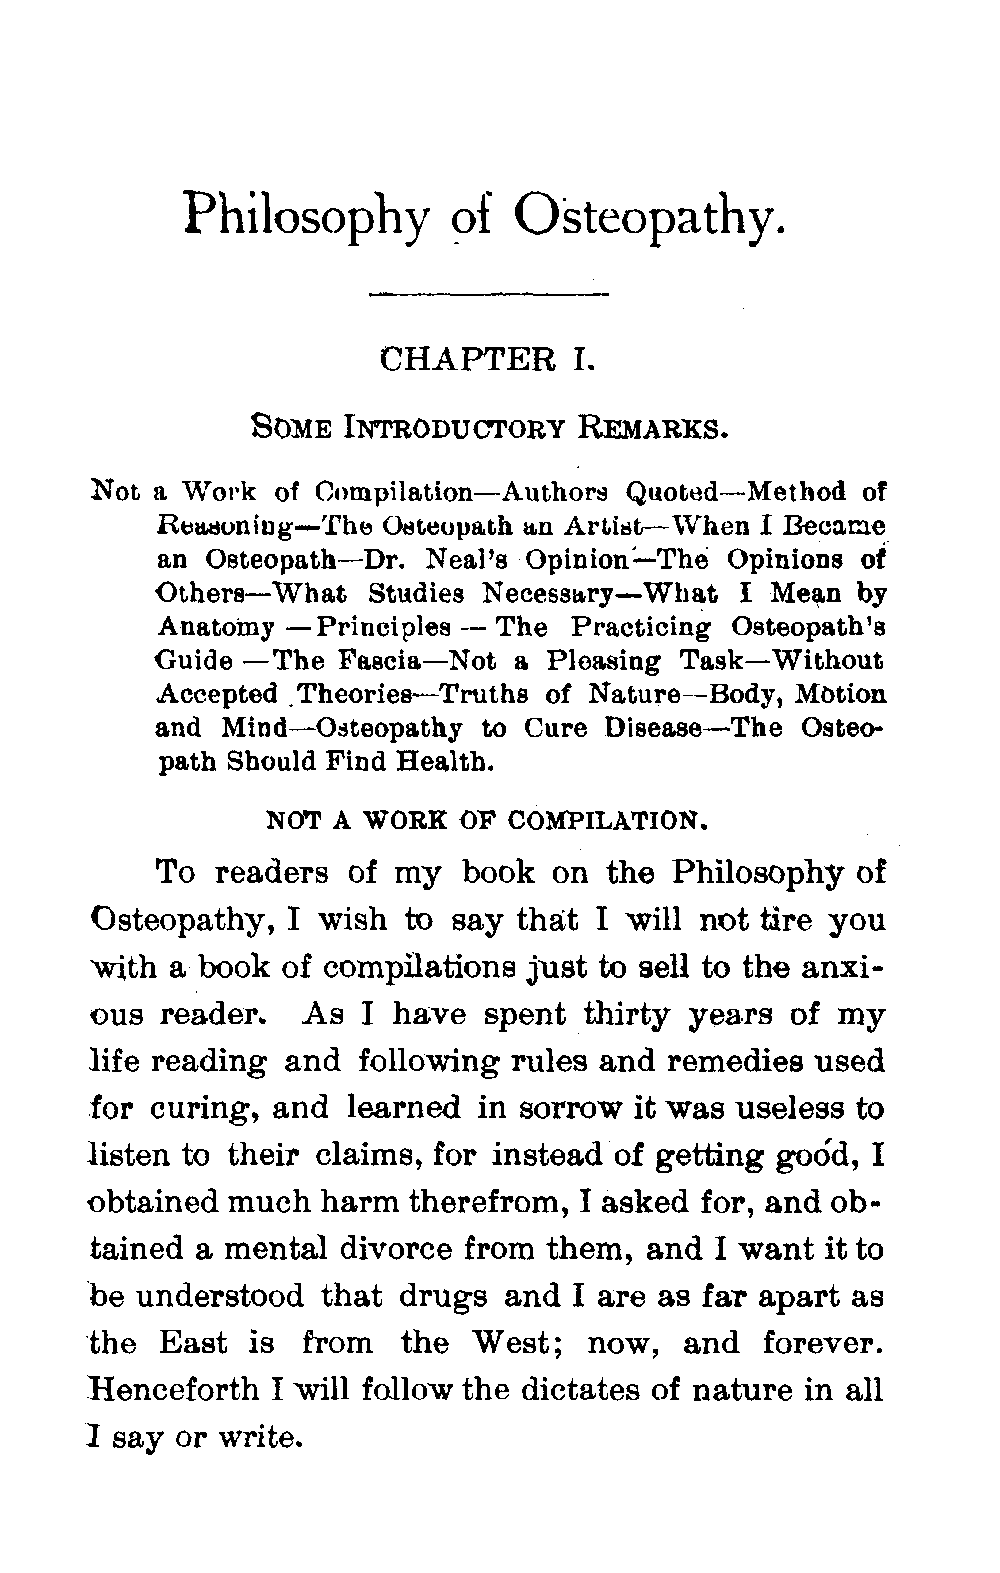 Philosophy of Osteopathy.
CHAPTER I.
SOME INTRODUCTORY REMARKS.
Not a Work of Compilation—Authors Quoted—Method of
Reasoning—The Osteopath an Artist—When I Became
an Osteopath—Dr. Neal's Opinion—The Opinions of
Others—What Studies Necessary—What I Mean by
Anatomy—Principles—The Practicing Osteopath's
Guide—The Fascia—Not a Pleasing Task—Without
Accepted Theories—Truths of Nature—Body, Motion
and Mind—Osteopathy to Cure Disease—The Osteo-
path Should Find Health.
NOT A WORK OF COMPILATION.
To readers of my book on the Philosophy of
Osteopathy, I wish to say that I will not tire you
with a book of compilations just to sell to the anxi-
ous reader. As I have spent thirty years of my
life reading and following rules and remedies used
for curing, and learned in sorrow it was useless to
listen to their claims, for instead of getting good, I
obtained much harm therefrom, I asked for, and ob-
tained a mental divorce from them, and I want it to
be understood that drugs and I are as far apart as
the East is from the West; now, and forever.
Henceforth I will follow the dictates of nature in all
I say or write.